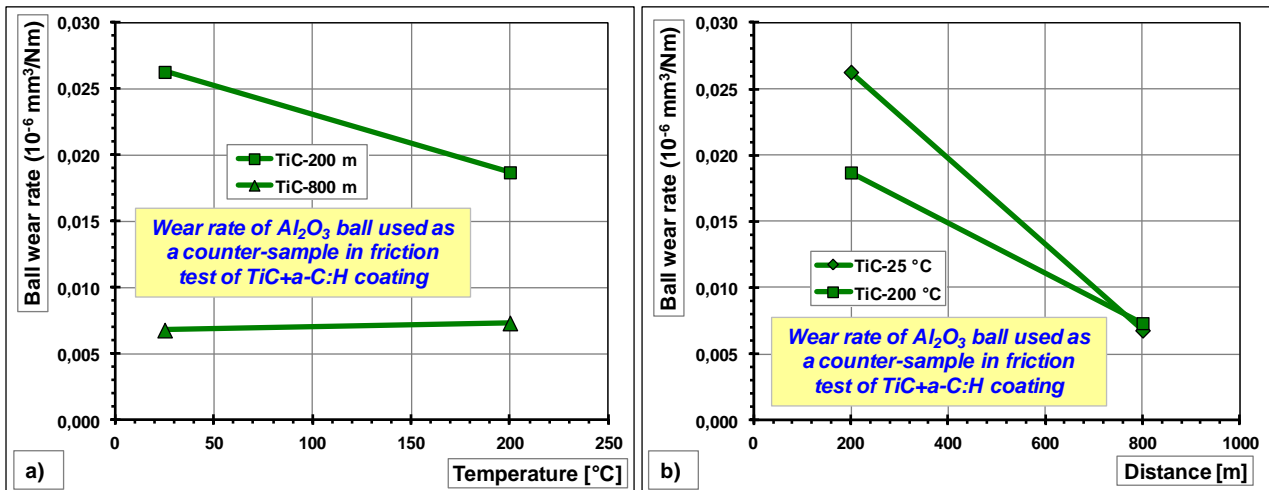 Ball wear rate (10⁻⁶ mm³/Nm)
0,030
0,025
0,020
0,015
0,010
0,005
0,000
TiC-200 m
TiC-800 m
Wear rate of Al₂O₃ ball used as
a counter-sample in friction
test of TiC+a-C:H coating
0 50 100 150 200 250
a)
Temperature [°C]
Ball wear rate (10⁻⁶ mm³/Nm)
0,030
0,025
0,020
0,015
0,010
0,005
0,000
TiC-25 °C
TiC-200 °C
Wear rate of Al₂O₃ ball used as
a counter-sample in friction
test of TiC+a-C:H coating
0 200 400 600 800 1000
b)
Distance [m]